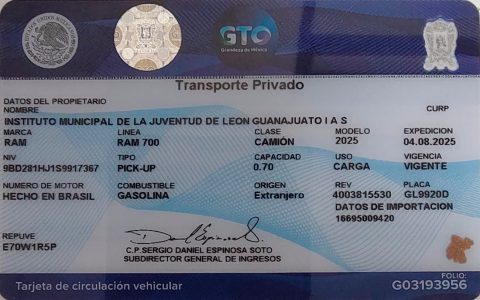 GTO
Grandeza de México
Transporte Privado
DATOS DEL PROPIETARIO
NOMBRE CURP
INSTITUTO MUNICIPAL DE LA JUVENTUD DE LEON GUANAJUATO I A S
MARCA LINEA CLASE MODELO EXPEDICION
RAM RAM 700 CAMIÓN 2025 04.08.2025
NIV TIPO CAPACIDAD USO VIGENCIA
9BD281HJ1S9917367 PICK-UP 0.70 CARGA VIGENTE
NUMERO DE MOTOR COMBUSTIBLE ORIGEN REV PLACA
HECHO EN BRASIL GASOLINA Extranjero 4003815530 GL9920D
DATOS DE IMPORTACION
16695009420
REPUVE
E70W1R5P
C.P.SERGIO DANIEL ESPINOSA SOTO
SUBDIRECTOR GENERAL DE INGRESOS
FOLIO:
Tarjeta de circulación vehicular G03193956